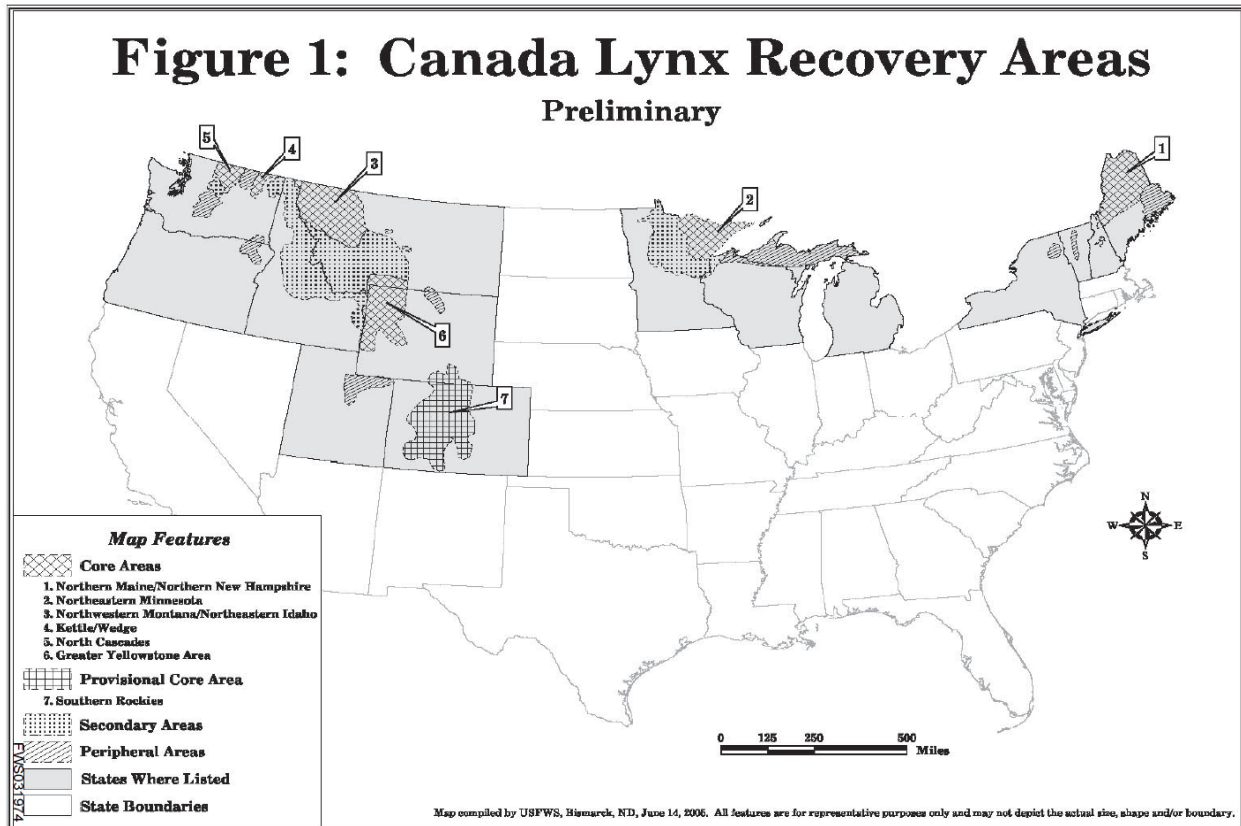 Figure 1: Canada Lynx Recovery Areas
Preliminary
5
4
3
2
1
6
7
N
W
E
S
Map Features
Core Areas
1. Northern Maine/Northern New Hampshire
2. Northeastern Minnesota
3. Northwestern Montana/Northeastern Idaho
4. Kettle/Wedge
5. North Cascades
6. Greater Yellowstone Area
Provisional Core Area
7. Southern Rockies
Secondary Areas
Peripheral Areas
States Where Listed
State Boundaries
FWS031974
0 125 250 500
Miles
Map compiled by USFWS, Bismarck, ND, June 14, 2005. All features are for representative purposes only and may not depict the actual size, shape and/or boundary.